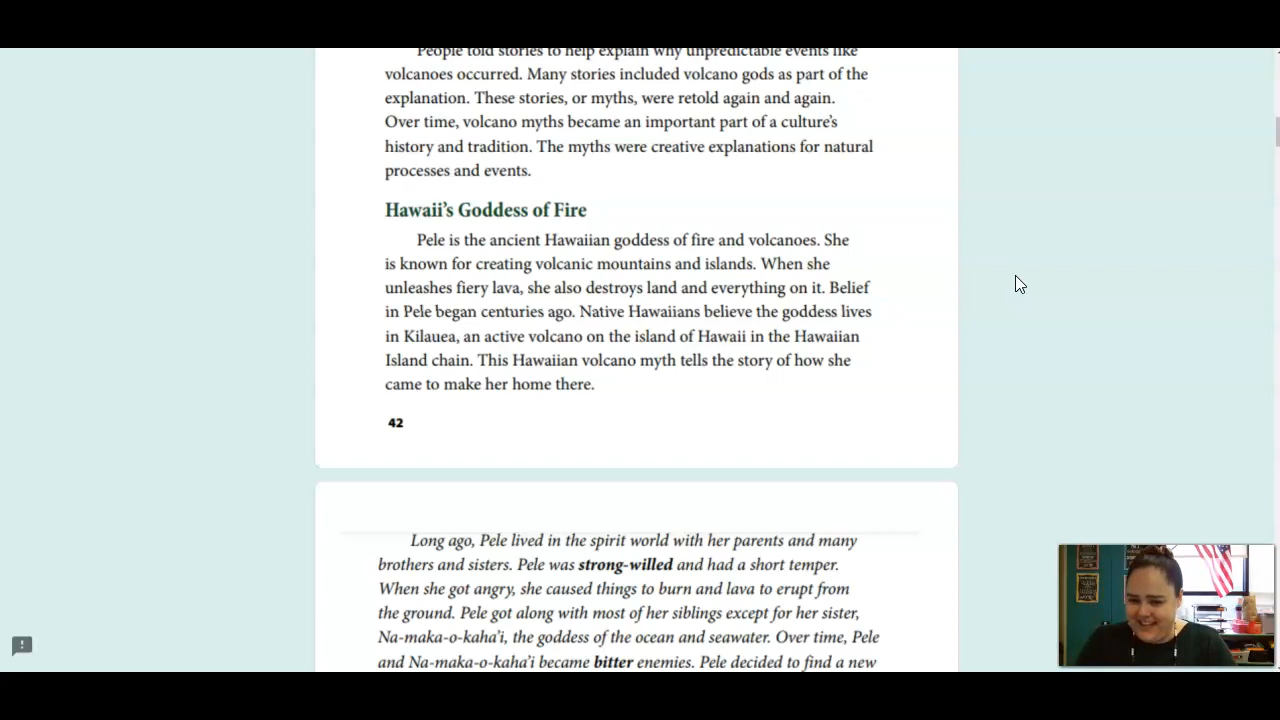 People told stories to help explain why unpredictable events like
volcanoes occurred. Many stories included volcano gods as part of the
explanation. These stories, or myths, were retold again and again.
Over time, volcano myths became an important part of a culture's
history and tradition. The myths were creative explanations for natural
processes and events.
Hawaii's Goddess of Fire
Pele is the ancient Hawaiian goddess of fire and volcanoes. She
is known for creating volcanic mountains and islands. When she
unleashes fiery lava, she also destroys land and everything on it. Belief
in Pele began centuries ago. Native Hawaiians believe the goddess lives
in Kilauea, an active volcano on the island of Hawaii in the Hawaiian
Island chain. This Hawaiian volcano myth tells the story of how she
came to make her home there.
42
Long ago, Pele lived in the spirit world with her parents and many
brothers and sisters. Pele was strong-willed and had a short temper.
When she got angry, she caused things to burn and lava to erupt from
the ground. Pele got along with most of her siblings except for her sister,
Na-maka-o-kaha'i, the goddess of the ocean and seawater. Over time, Pele
and Na-maka-o-kaha'i became bitter enemies. Pele decided to find a new